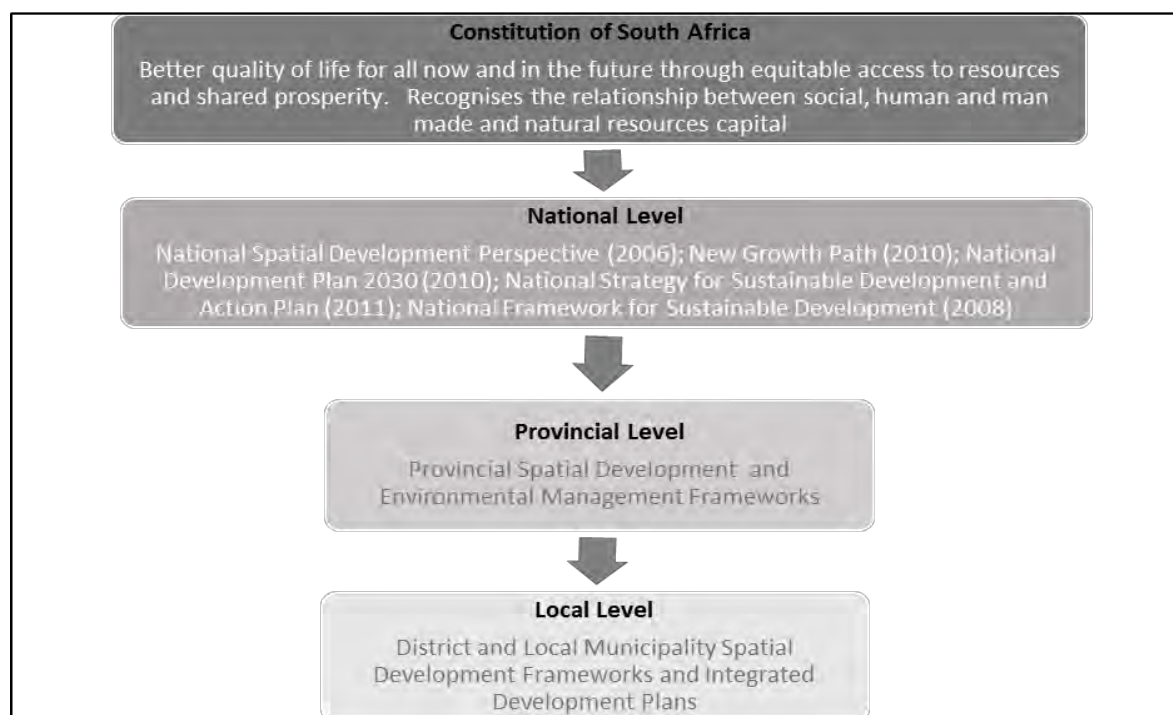 Constitution of South Africa
Better quality of life for all now and in the future through equitable access to resources
and shared prosperity. Recognises the relationship between social, human and man
made and natural resources capital
National Level
National Spatial Development Perspective (2006); New Growth Path (2010); National
Development Plan 2030 (2010); National Strategy for Sustainable Development and
Action Plan (2011); National Framework for Sustainable Development (2008)
Provincial Level
Provincial Spatial Development and
Environmental Management Frameworks
Local Level
District and Local Municipality Spatial
Development Frameworks and Integrated
Development Plans